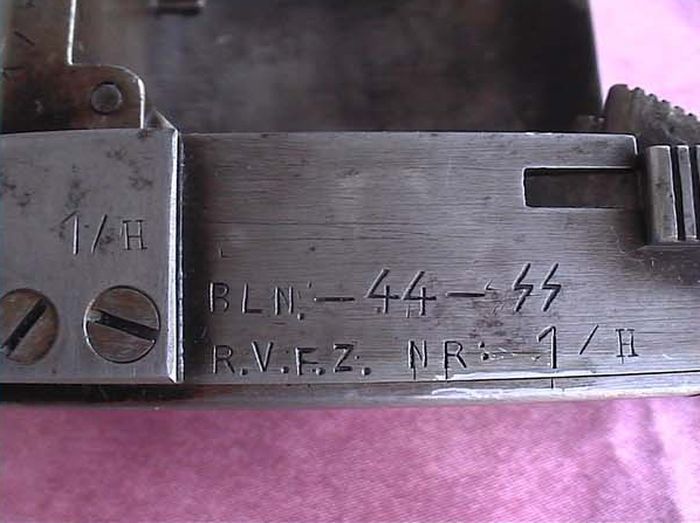 1/H
BLN.-44-ᛋᛋ
R.V.F.Z. NR:-1/H